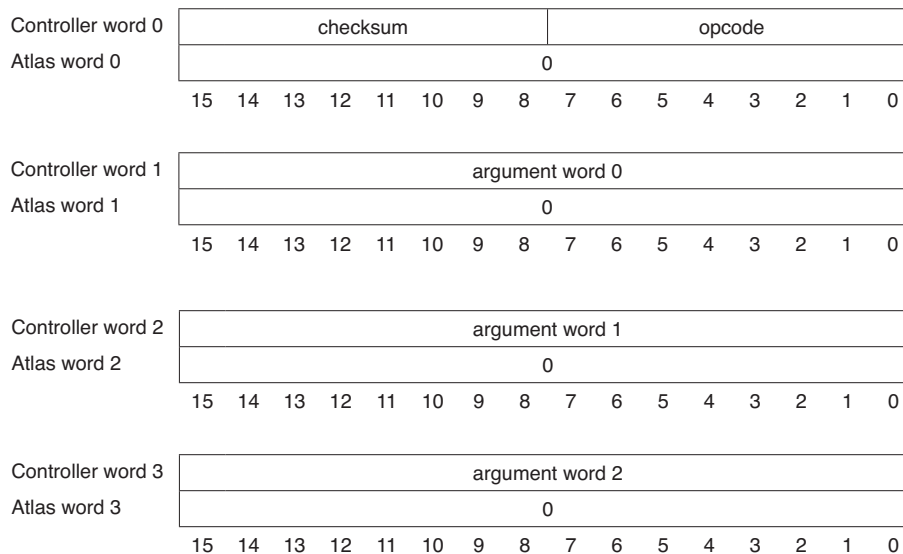 Controller word 0 checksum opcode
Atlas word 0 0
15 14 13 12 11 10 9 8 7 6 5 4 3 2 1 0
Controller word 1 argument word 0
Atlas word 1 0
15 14 13 12 11 10 9 8 7 6 5 4 3 2 1 0
Controller word 2 argument word 1
Atlas word 2 0
15 14 13 12 11 10 9 8 7 6 5 4 3 2 1 0
Controller word 3 argument word 2
Atlas word 3 0
15 14 13 12 11 10 9 8 7 6 5 4 3 2 1 0